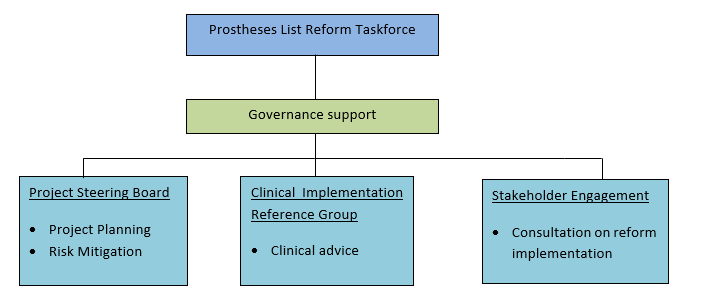 Prostheses List Reform Taskforce
Governance support
Project Steering Board
• Project Planning
• Risk Mitigation
Clinical Implementation
Reference Group
• Clinical advice
Stakeholder Engagement
• Consultation on reform
implementation